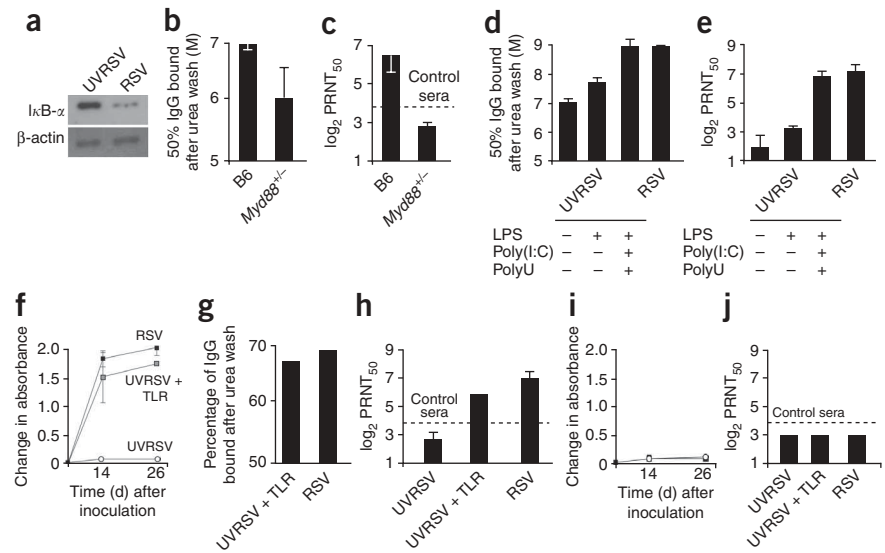 a
UVRSV
RSV
IκB-α
β-actin
b
50% IgG bound
after urea wash (M)
7
6
5
B6
Myd88+/–
c
log2 PRNT50
7
5
3
1
Control
sera
B6
Myd88+/–
d
50% IgG bound
after urea wash (M)
9
8
7
6
5
UVRSV
RSV
LPS – + +
Poly(I:C) – – +
PolyU – – +
e
log2 PRNT50
9
7
5
3
1
UVRSV
RSV
LPS – + +
Poly(I:C) – – +
PolyU – – +
f
Change in absorbance
2.0
1.5
1.0
0.5
0
RSV
UVRSV +
TLR
UVRSV
14 26
Time (d) after
inoculation
g
Percentage of IgG
bound after urea wash
70
60
50
UVRSV + TLR
RSV
h
log2 PRNT50
9
7
5
3
1
Control
sera
UVRSV
UVRSV + TLR
RSV
i
Change in absorbance
2.0
1.5
1.0
0.5
0
14 26
Time (d) after
inoculation
j
log2 PRNT50
9
7
5
3
1
Control sera
UVRSV
UVRSV + TLR
RSV